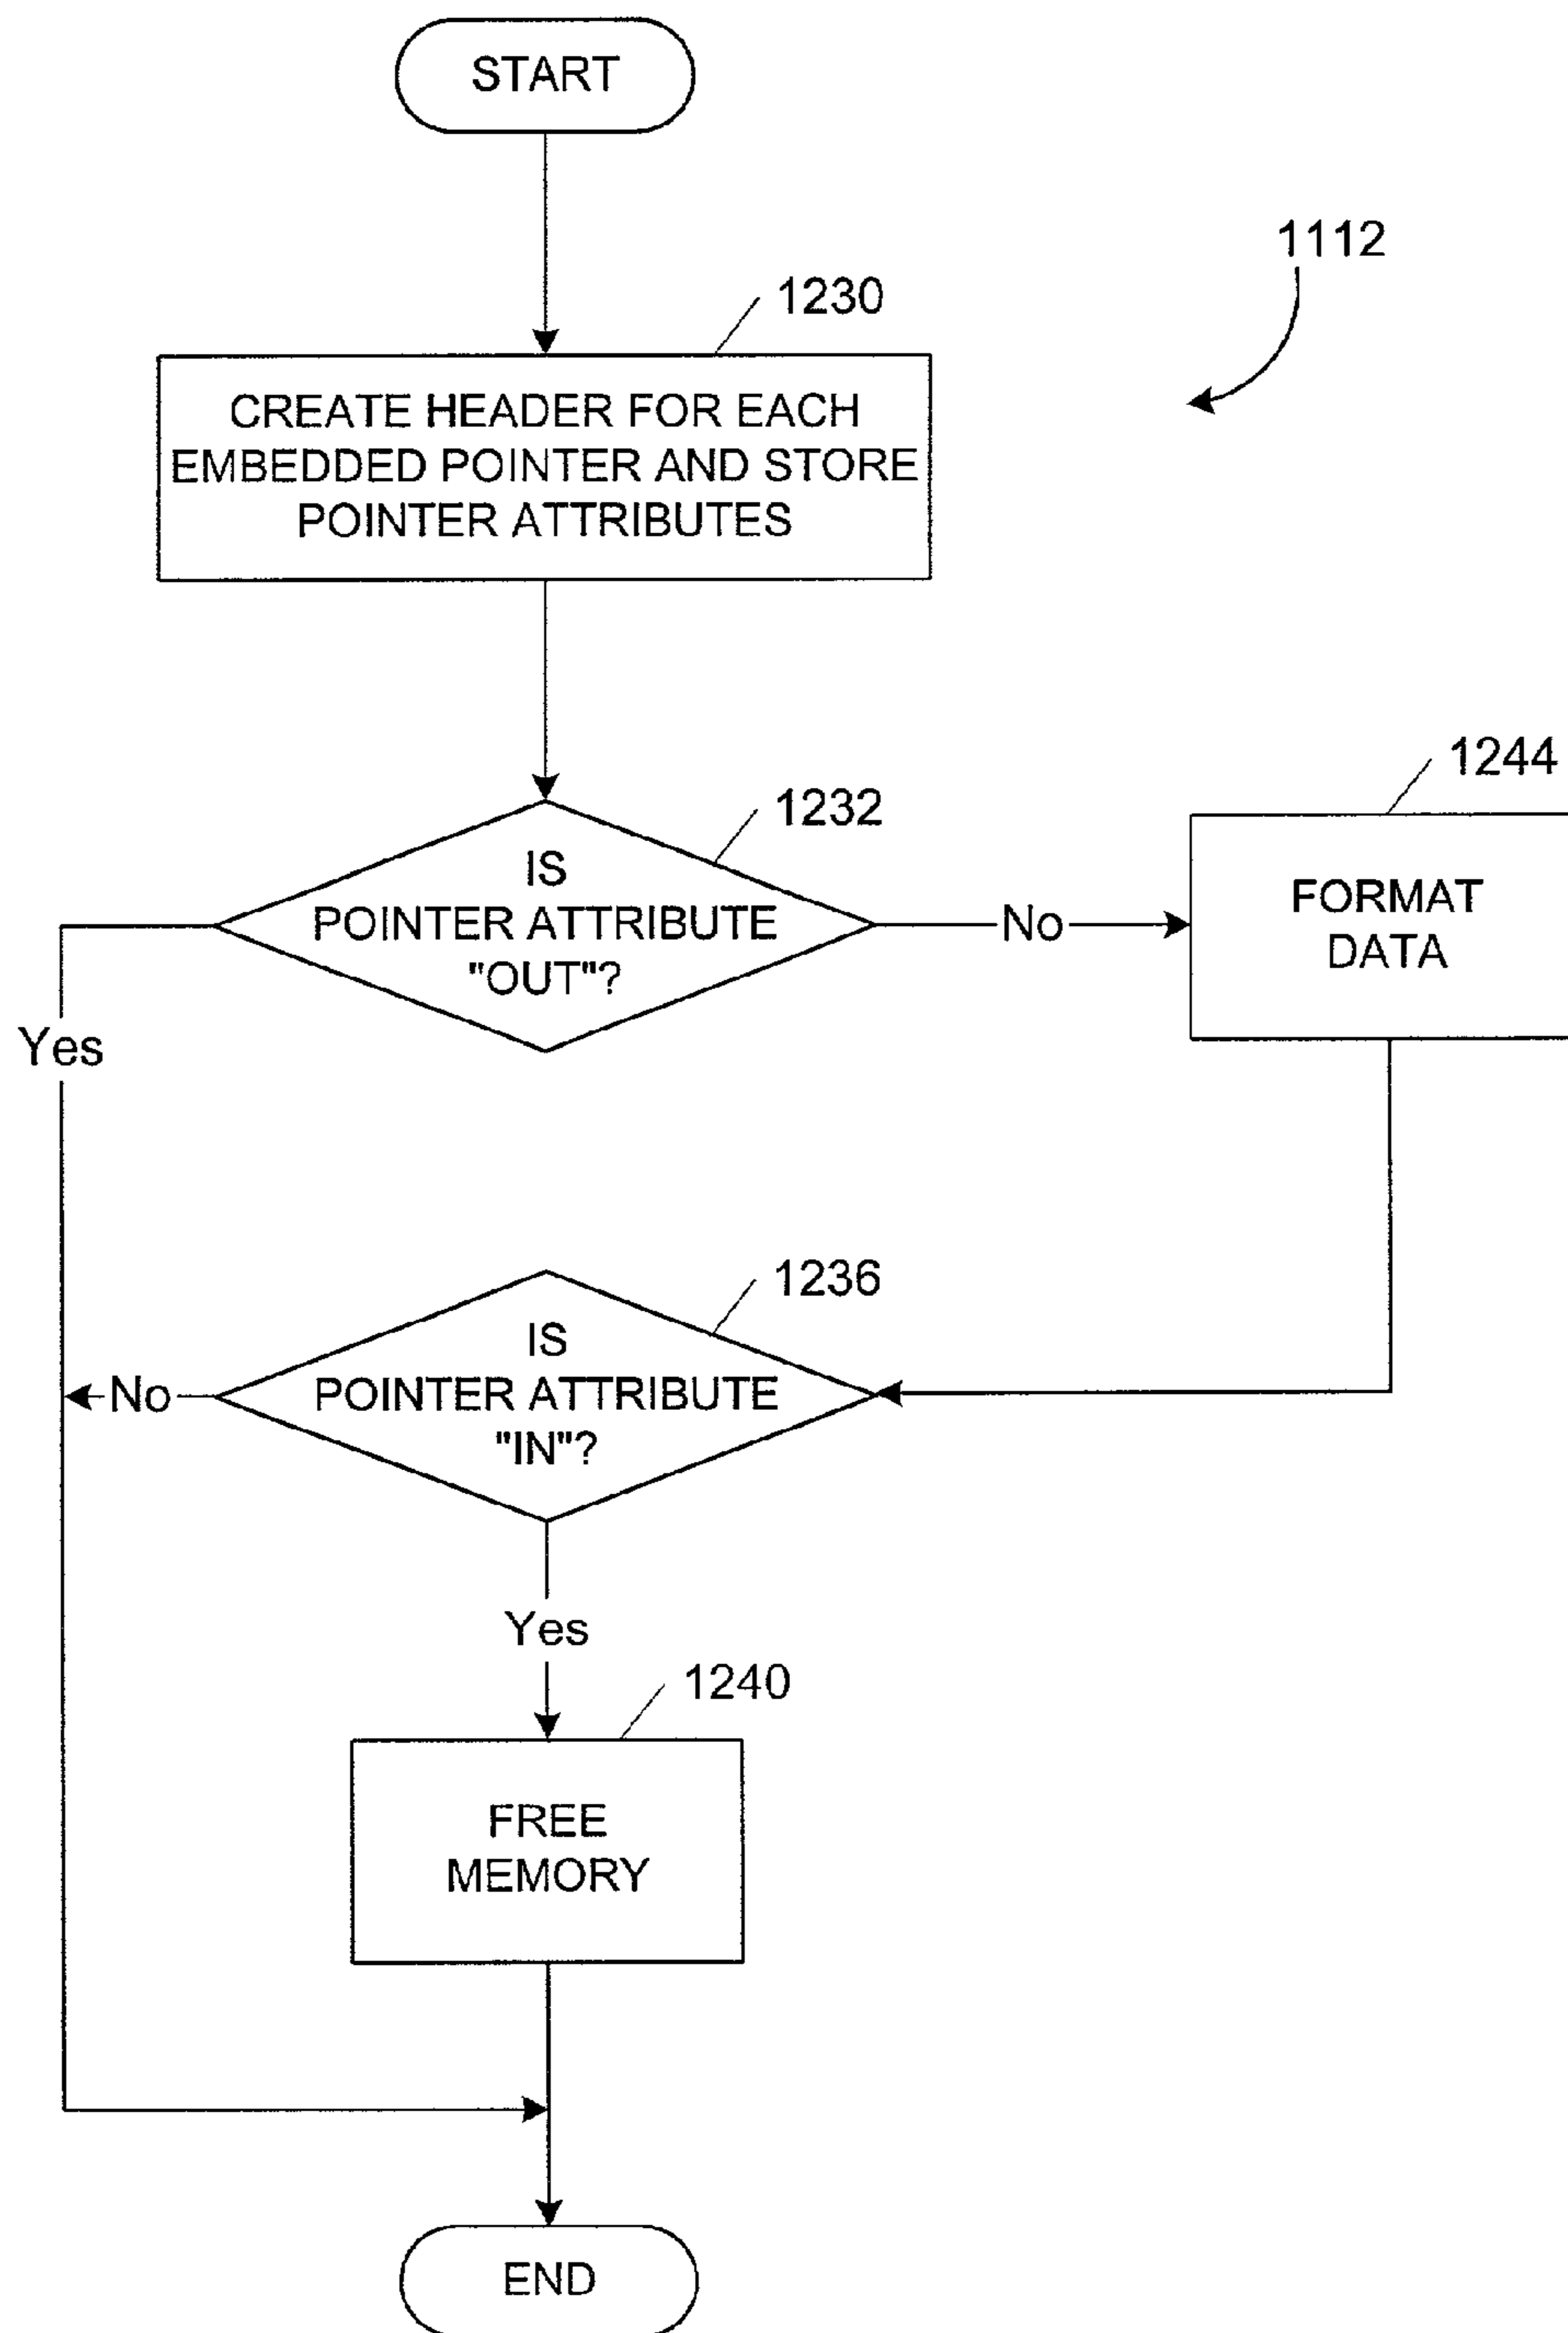 START
1112
1230
CREATE HEADER FOR EACH
EMBEDDED POINTER AND STORE
POINTER ATTRIBUTES
1232
IS
POINTER ATTRIBUTE
"OUT"?
No
1244
FORMAT
DATA
Yes
1236
IS
POINTER ATTRIBUTE
"IN"?
No
Yes
1240
FREE
MEMORY
END